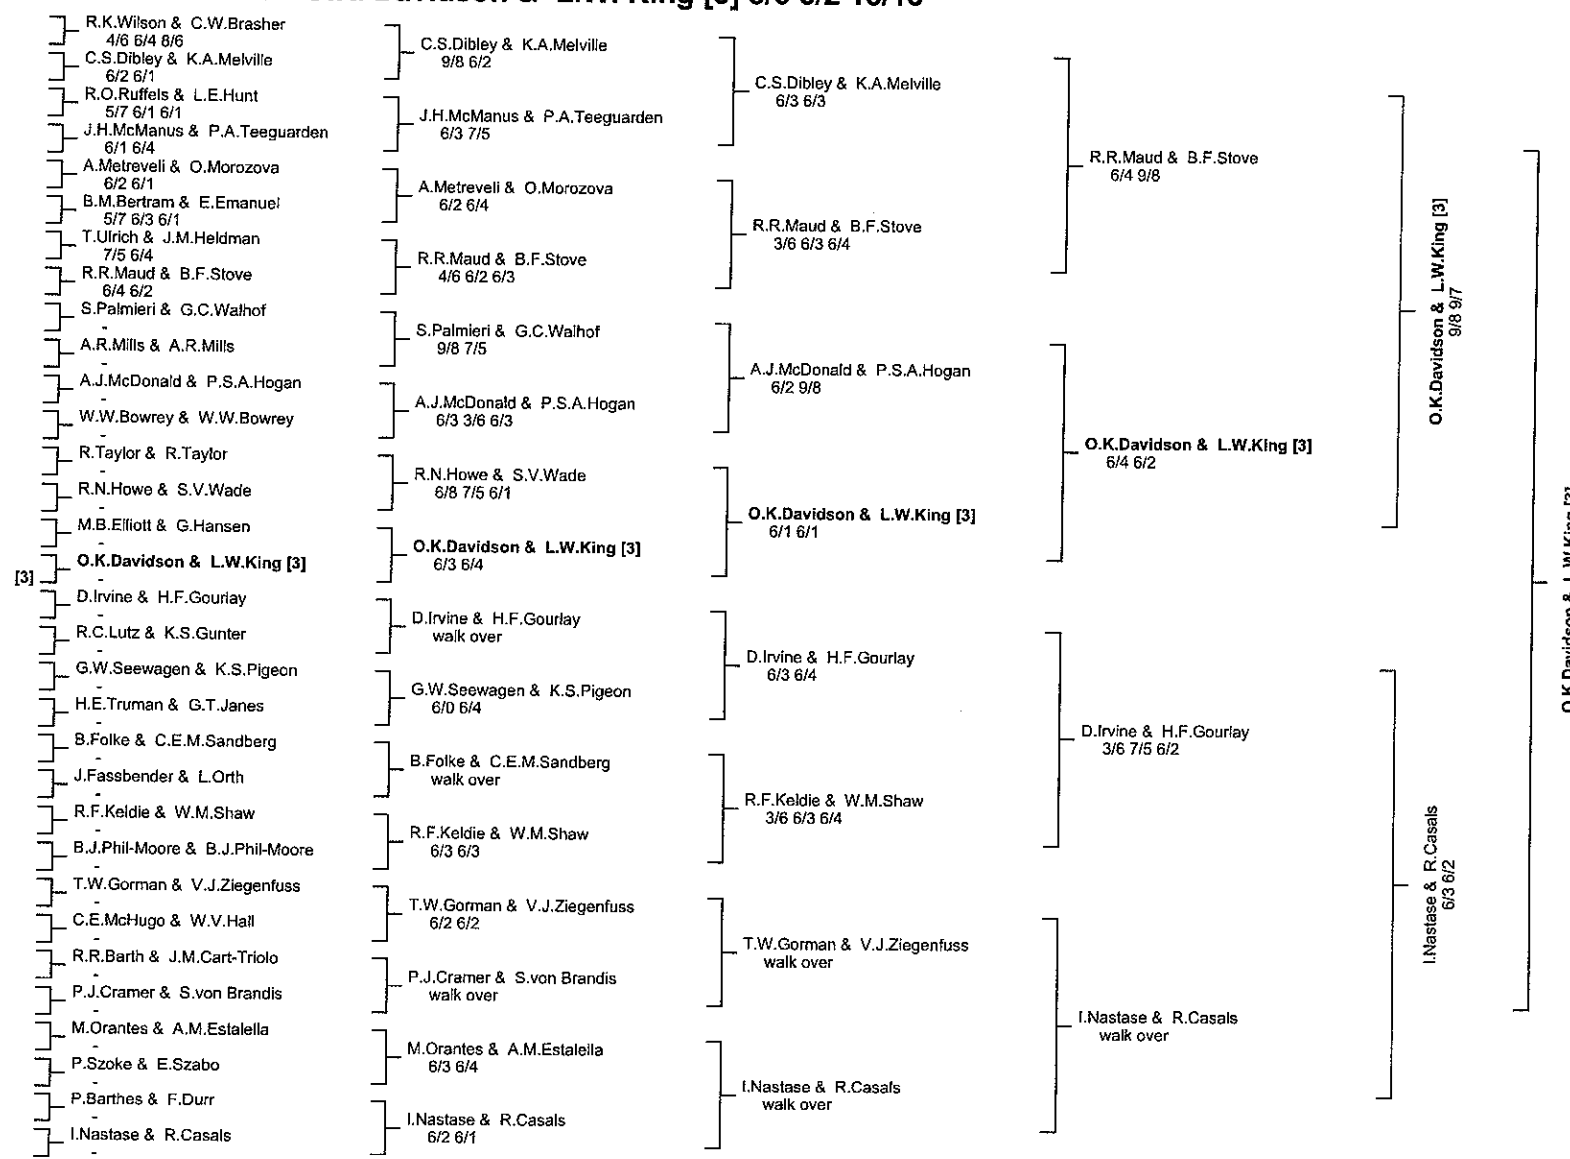 Davidson & L.W. King [3] 6/2
R.K.Wilson & C.W.Brasher
4/6 6/4 8/6
C.S.Dibley & K.A.Melville
6/2 6/1
R.O.Ruffels & L.E.Hunt
5/7 6/1 6/1
J.H.McManus & P.A.Teeguarden
6/1 6/4
A.Metreveli & O.Morozova
6/2 6/1
B.M.Bertram & E.Emanuel
5/7 6/3 6/1
T.Ulrich & J.M.Heldman
7/5 6/4
R.R.Maud & B.F.Stove
6/4 6/2
S.Palmieri & G.C.Walhof
-
A.R.Mills & A.R.Mills
-
A.J.McDonald & P.S.A.Hogan
-
W.W.Bowrey & W.W.Bowrey
-
R.Taylor & R.Taylor
-
R.N.Howe & S.V.Wade
-
M.B.Elliott & G.Hansen
-
[3] O.K.Davidson & L.W.King [3]
-
D.Irvine & H.F.Gourlay
-
R.C.Lutz & K.S.Gunter
-
G.W.Seewagen & K.S.Pigeon
-
H.E.Truman & G.T.Janes
-
B.Folke & C.E.M.Sandberg
-
J.Fassbender & L.Orth
-
R.F.Keldie & W.M.Shaw
-
B.J.Phil-Moore & B.J.Phil-Moore
-
T.W.Gorman & V.J.Ziegenfuss
-
C.E.McHugo & W.V.Hall
-
R.R.Barth & J.M.Cart-Triolo
-
P.J.Cramer & S.von Brandis
-
M.Orantes & A.M.Estalella
-
P.Szoke & E.Szabo
-
P.Barthes & F.Durr
-
I.Nastase & R.Casals
-
C.S.Dibley & K.A.Melville
9/8 6/2
J.H.McManus & P.A.Teeguarden
6/3 7/5
A.Metreveli & O.Morozova
6/2 6/4
R.R.Maud & B.F.Stove
4/6 6/2 6/3
S.Palmieri & G.C.Walhof
9/8 7/5
A.J.McDonald & P.S.A.Hogan
6/3 3/6 6/3
R.N.Howe & S.V.Wade
6/8 7/5 6/1
O.K.Davidson & L.W.King [3]
6/3 6/4
D.Irvine & H.F.Gourlay
walk over
G.W.Seewagen & K.S.Pigeon
6/0 6/4
B.Folke & C.E.M.Sandberg
walk over
R.F.Keldie & W.M.Shaw
6/3 6/3
T.W.Gorman & V.J.Ziegenfuss
6/2 6/2
P.J.Cramer & S.von Brandis
walk over
M.Orantes & A.M.Estalella
6/3 6/4
I.Nastase & R.Casals
6/2 6/1
C.S.Dibley & K.A.Melville
6/3 6/3
R.R.Maud & B.F.Stove
3/6 6/3 6/4
A.J.McDonald & P.S.A.Hogan
6/2 9/8
O.K.Davidson & L.W.King [3]
6/1 6/1
D.Irvine & H.F.Gourlay
6/3 6/4
R.F.Keldie & W.M.Shaw
3/6 6/3 6/4
T.W.Gorman & V.J.Ziegenfuss
walk over
I.Nastase & R.Casals
walk over
R.R.Maud & B.F.Stove
6/4 9/8
O.K.Davidson & L.W.King [3]
6/4 6/2
D.Irvine & H.F.Gourlay
3/6 7/5 6/2
I.Nastase & R.Casals
walk over
O.K.Davidson & L.W.King [3]
9/8 9/7
I.Nastase & R.Casals
6/3 6/2
O.K.Davidson & L.W.King [3]